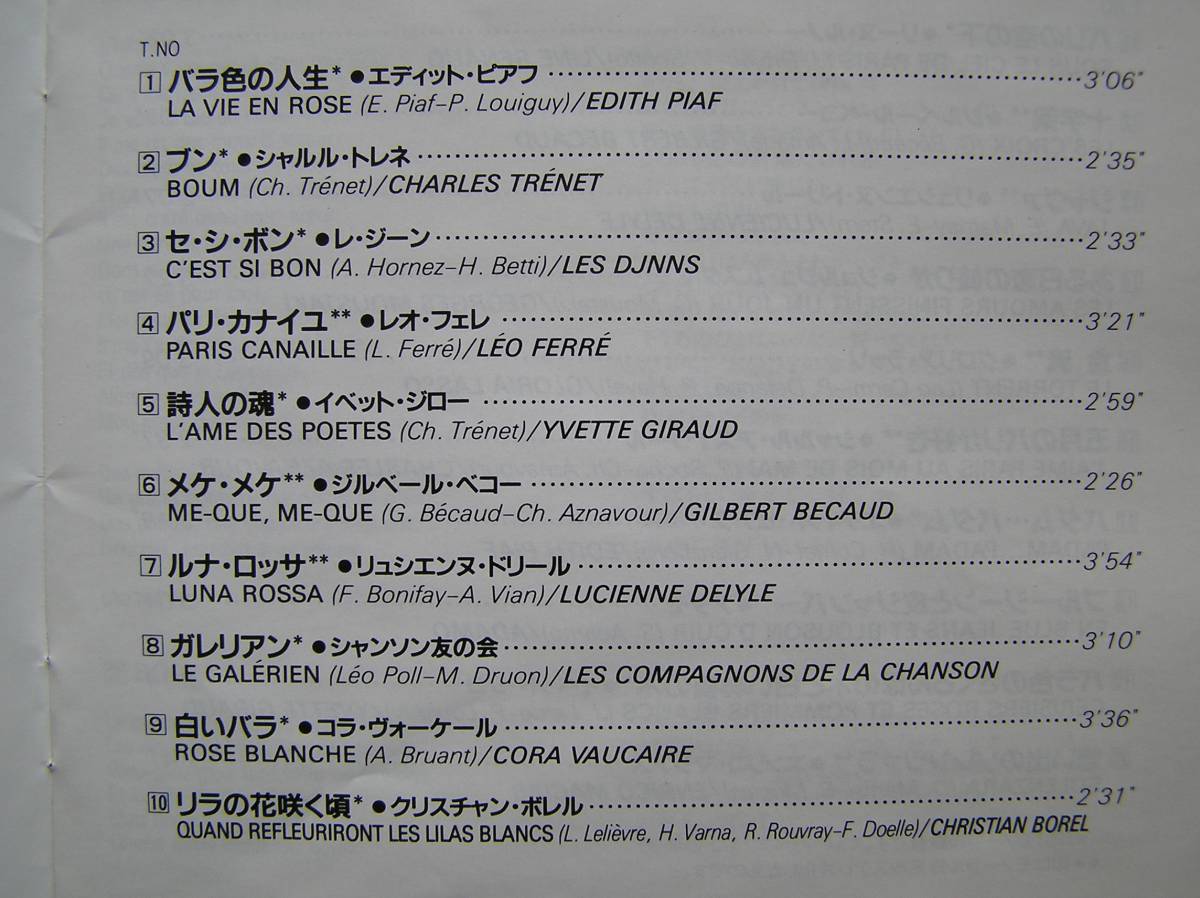 T.NO
1 バラ色の人生* ●エディット・ピアフ ……………………………………3'06"
LA VIE EN ROSE (E. Piaf–P. Louiguy)/EDITH PIAF
2 ブン* ●シャルル・トレネ ……………………………………2'35"
BOUM (Ch. Trénet)/CHARLES TRÉNET
3 セ・シ・ボン* ●レ・ジーン ……………………………………2'33"
C'EST SI BON (A. Hornez–H. Betti)/LES DJNNS
4 パリ・カナイユ** ●レオ・フェレ ……………………………………3'21"
PARIS CANAILLE (L. Ferré)/LÉO FERRÉ
5 詩人の魂* ●イベット・ジロー ……………………………………2'59"
L'AME DES POETES (Ch. Trénet)/YVETTE GIRAUD
6 メケ・メケ** ●ジルベール・ベコー ……………………………………2'26"
ME-QUE, ME-QUE (G. Bécaud–Ch. Aznavour)/GILBERT BECAUD
7 ルナ・ロッサ** ●リュシエンヌ・ドリール ……………………………………3'54"
LUNA ROSSA (F. Bonifay–A. Vian)/LUCIENNE DELYLE
8 ガレリアン* ●シャンソン友の会 ……………………………………3'10"
LE GALÉRIEN (Léo Poll–M. Druon)/LES COMPAGNONS DE LA CHANSON
9 白いバラ* ●コラ・ヴォーケール ……………………………………3'36"
ROSE BLANCHE (A. Bruant)/CORA VAUCAIRE
10 リラの花咲く頃* ●クリスチャン・ボレル ……………………………………2'31"
QUAND REFLEURIRONT LES LILAS BLANCS (L. Lelièvre, H. Varna, R. Rouvray–F. Doelle)/CHRISTIAN BOREL